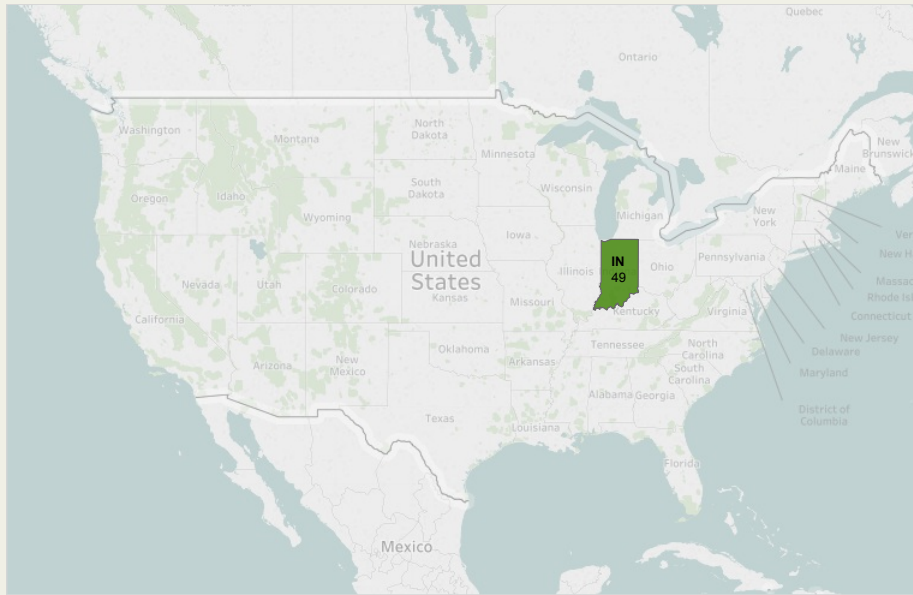 Quebec
Ontario
Washington
Montana
North
Dakota
Minnesota
New
Brunswick
Maine
Oregon
Idaho
South
Dakota
Wisconsin
Michigan
New
York
Wyoming
Iowa
Nebraska
Pennsylvania
United
States
IN
49
Illinois
Ohio
Nevada
Utah
Colorado
Kansas
Missouri
Kentucky
Virginia
California
Tennessee
North
Carolina
Oklahoma
Arkansas
Arizona
New
Mexico
South
Carolina
Alabama
Georgia
Texas
Louisiana
Florida
Mexico
Ver
New H
Massac
Rhode Isl
Connecticut
New Jersey
Delaware
Maryland
District of
Columbia